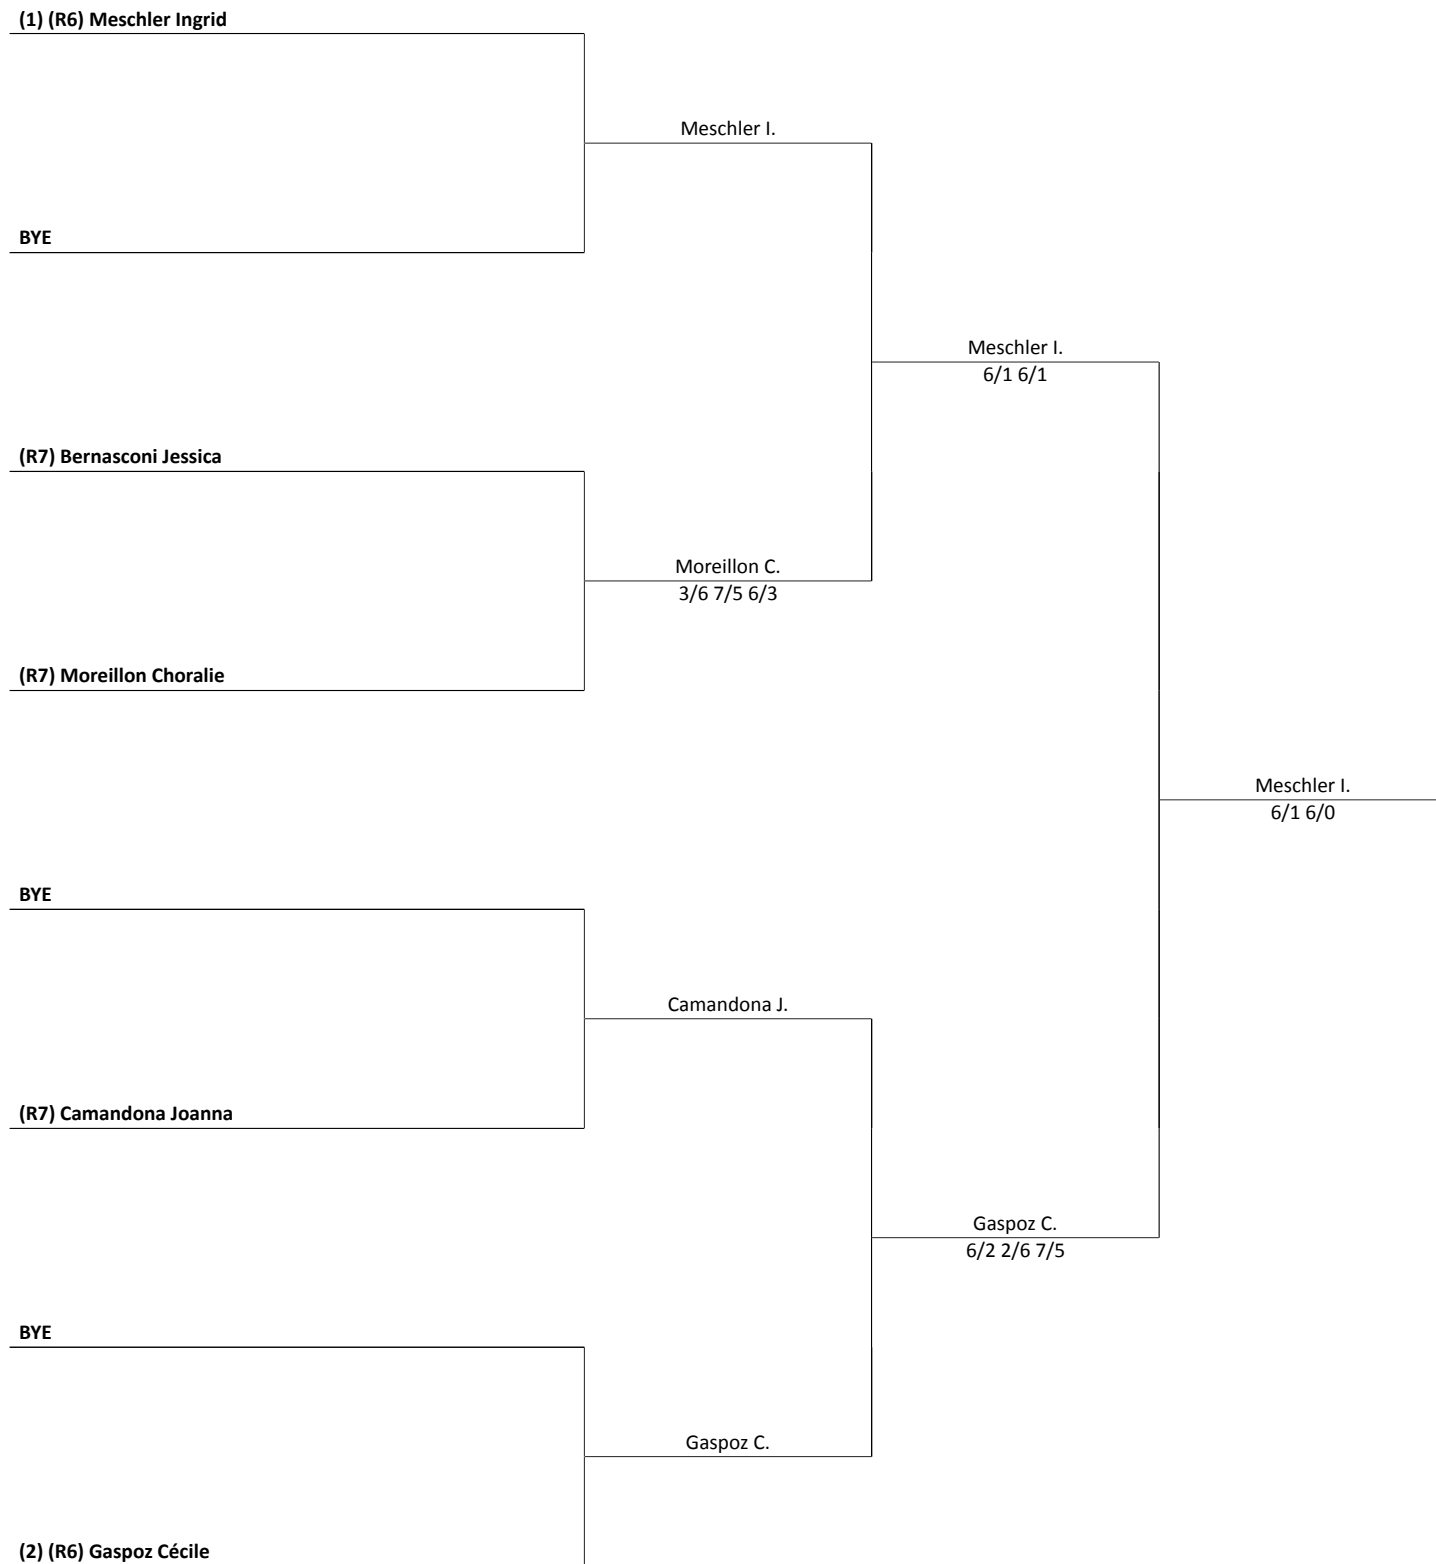 (1) (R6) Meschler Ingrid
Meschler I.
BYE
Meschler I.
6/1 6/1
(R7) Bernasconi Jessica
Moreillon C.
3/6 7/5 6/3
(R7) Moreillon Choralie
Meschler I.
6/1 6/0
BYE
Camandona J.
(R7) Camandona Joanna
Gaspoz C.
6/2 2/6 7/5
BYE
Gaspoz C.
(2) (R6) Gaspoz Cécile